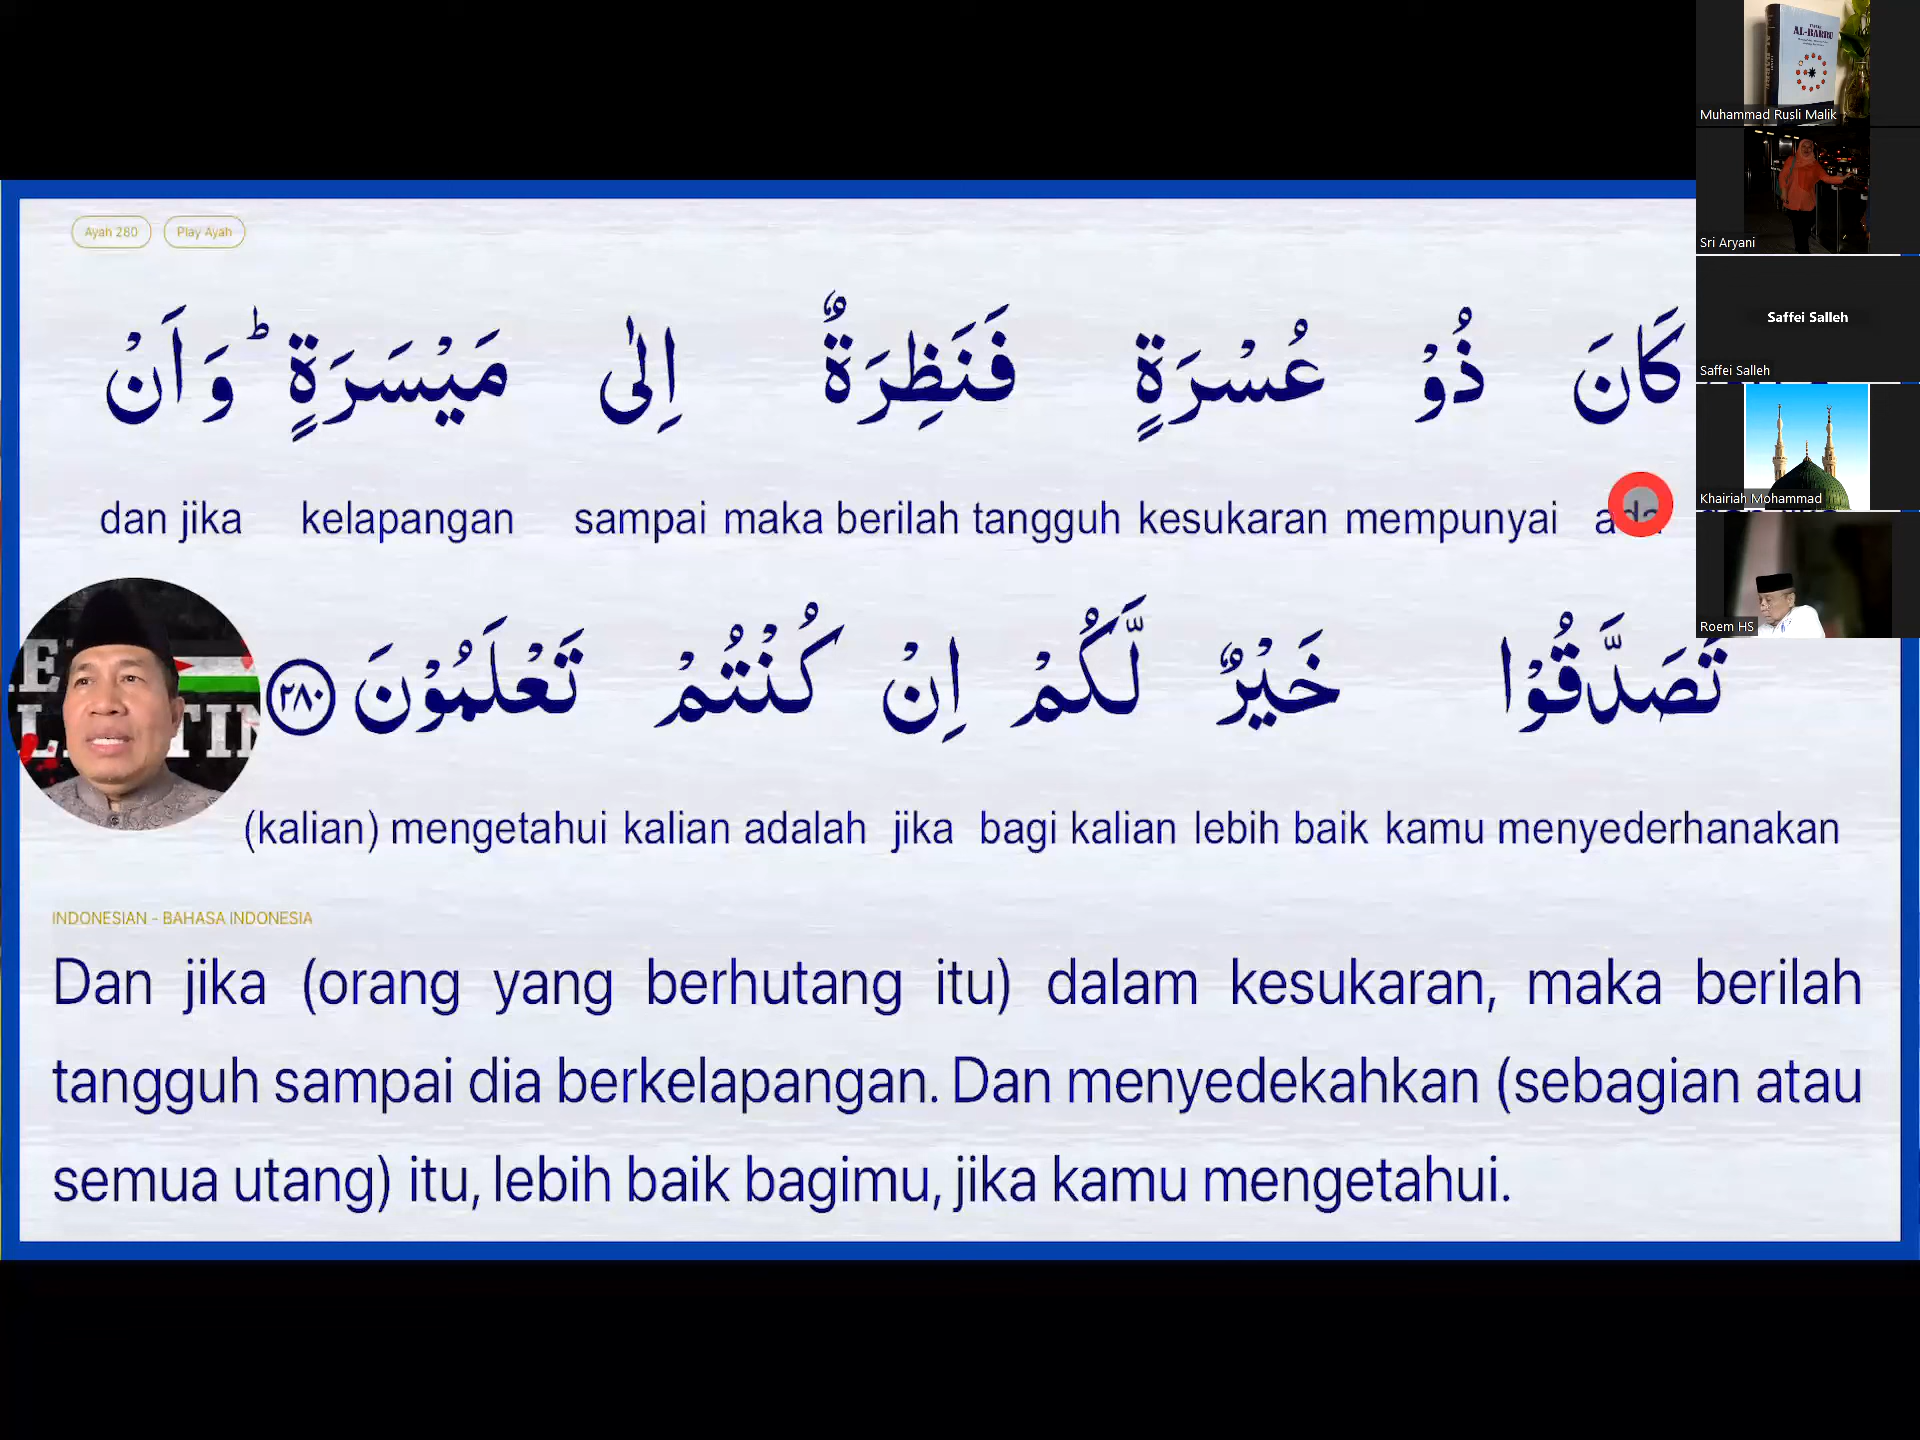 Ayah 280 Play Ayah
كَانَ ذُوْ عُسْرَةٍ فَنَظِرَةٌ اِلٰى مَيْسَرَةٍ ۗ وَاَنْ
dan jika kelapangan sampai maka berilah tangguh kesukaran mempunyai ada
تَصَدَّقُوْا خَيْرٌ لَّكُمْ اِنْ كُنْتُمْ تَعْلَمُوْنَ ٢٨٠
(kalian) mengetahui kalian adalah jika bagi kalian lebih baik kamu menyederhanakan
INDONESIAN - BAHASA INDONESIA
Dan jika (orang yang berhutang itu) dalam kesukaran, maka berilah
tangguh sampai dia berkelapangan. Dan menyedekahkan (sebagian atau
semua utang) itu, lebih baik bagimu, jika kamu mengetahui.
AL-BARRU
Muhammad Rusli Malik
Sri Aryani
Saffei Salleh
Saffei Salleh
Khairiah Mohammad
Roem HS